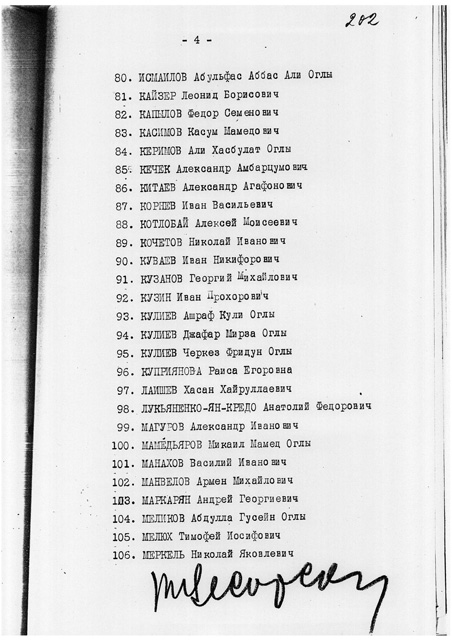 202
- 4 -
80. ИСМАИЛОВ Абульфас Аббас Али Оглы
81. КАЙЗЕР Леонид Борисович
82. КАПЫЛОВ Федор Семенович
83. КАСИМОВ Касум Мамедович
84. КЕРИМОВ Али Хасбулат Оглы
85. КЕЧЕК Александр Амбарцумович
86. КИТАЕВ Александр Агафонович
87. КОРНЕВ Иван Васильевич
88. КОТЛОБАЙ Алексей Моисеевич
89. КОЧЕТОВ Николай Иванович
90. КУВАЕВ Иван Никифорович
91. КУЗАНОВ Георгий Михайлович
92. КУЗИН Иван Прохорович
93. КУЛИЕВ Ашраф Кули Оглы
94. КУЛИЕВ Джафар Мирза Оглы
95. КУЛИЕВ Черкез Фридун Оглы
96. КУПРИЯНОВА Раиса Егоровна
97. ЛАИШЕВ Хасан Хайруллаевич
98. ЛУКЬЯНЕНКО-ЯН-КРЕДО Анатолий Федорович
99. МАГУРОВ Александр Иванович
100. МАМЕДЬЯРОВ Микаил Мамед Оглы
101. МАНАХОВ Василий Иванович
102. МАНВЕЛОВ Армен Михайлович
103. МАРКАРЯН Андрей Георгиевич
104. МЕЛИКОВ Абдулла Гусейн Оглы
105. МЕЛЮХ Тимофей Иосифович
106. МЕРКЕЛЬ Николай Яковлевич